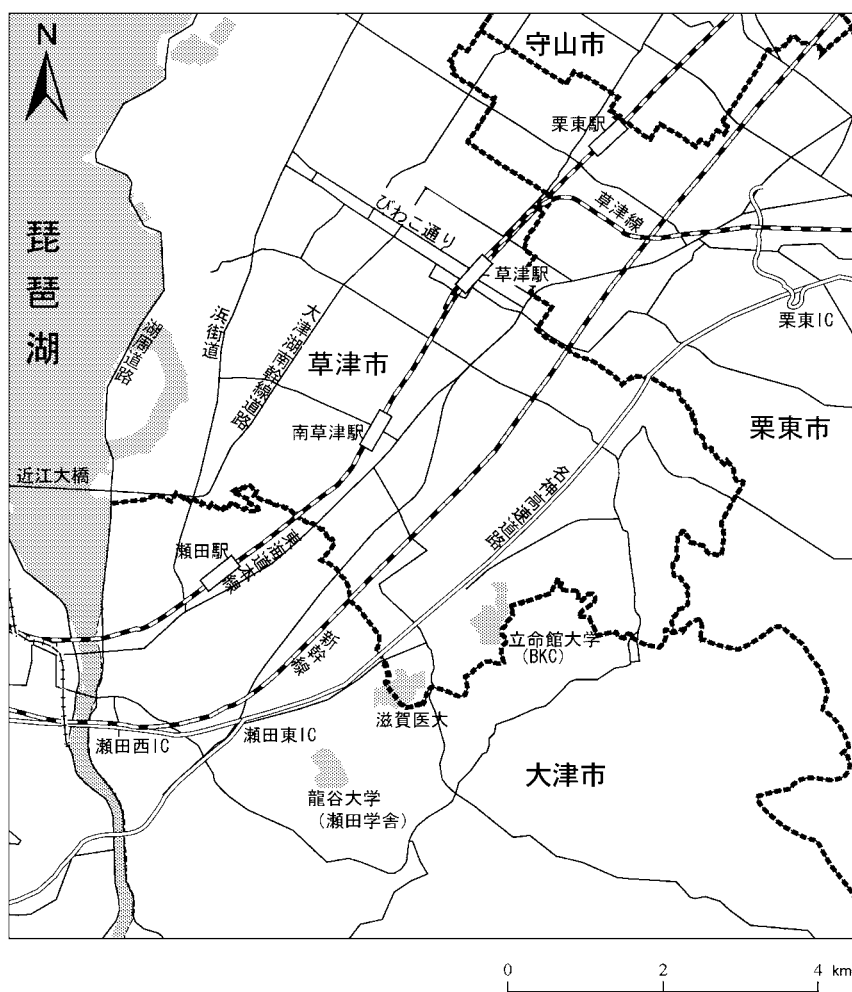 N
守山市
栗東駅
草津線
びわこ通り
琵琶湖
草津駅
栗東IC
湖周道路
浜街道
大津湖南幹線道路
草津市
南草津駅
栗東市
近江大橋
名神高速道路
瀬田駅
東海道本線
新幹線
立命館大学
(BKC)
滋賀医大
瀬田西IC
瀬田東IC
大津市
龍谷大学
(瀬田学舎)
0 2 4 km